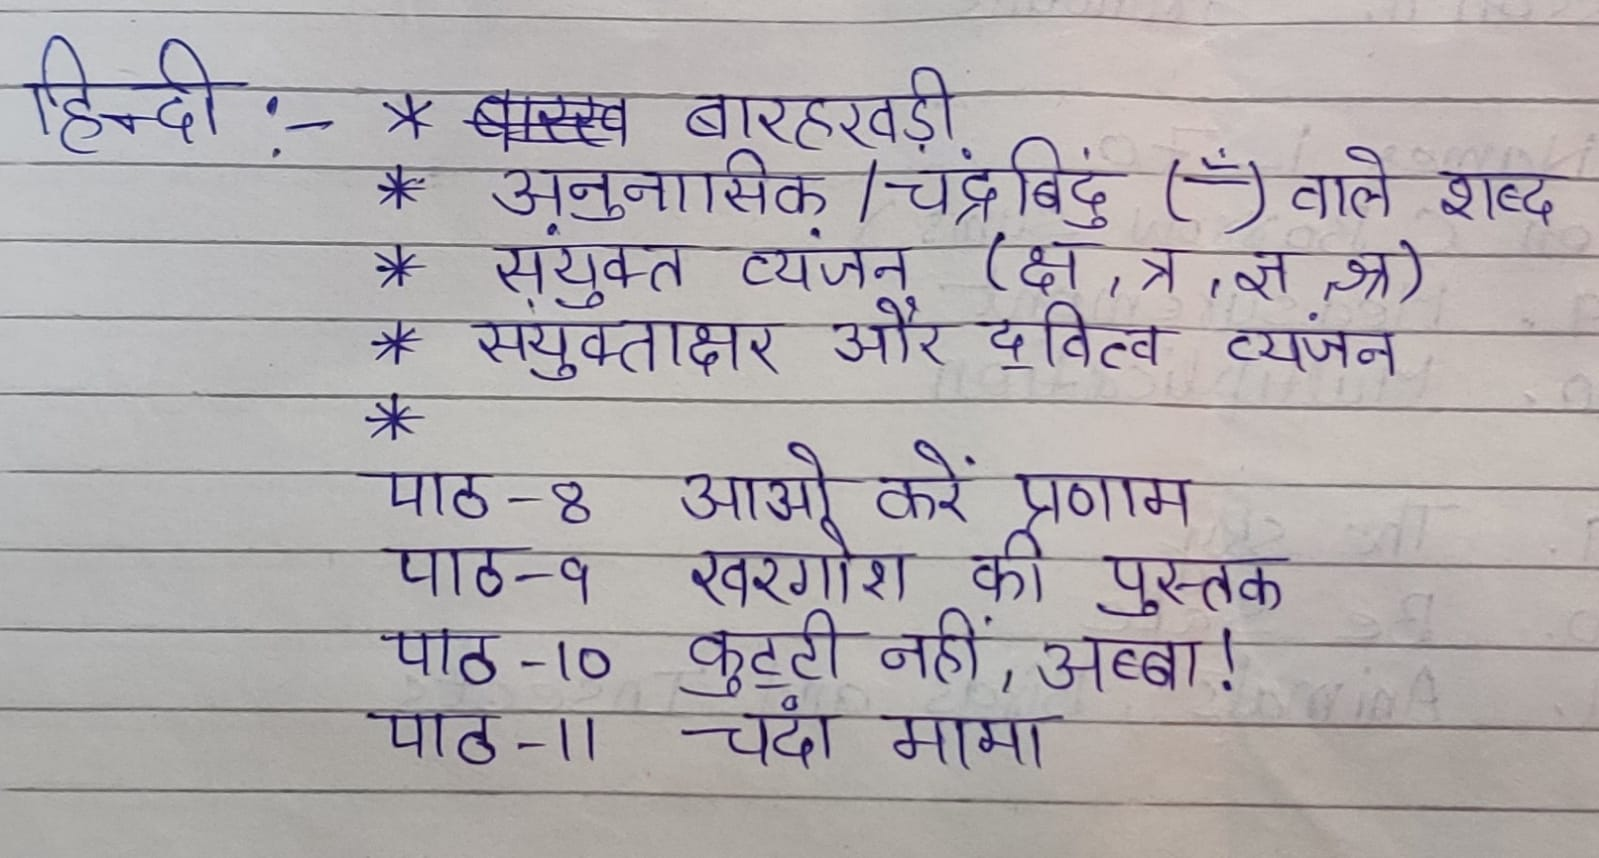 हिन्दी :- * बारहखड़ी
* अनुनासिक / चंद्रबिंदु (ँ) वाले शब्द
* संयुक्त व्यंजन (क्ष, त्र, ज्ञ, श्र)
* संयुक्ताक्षर और द्वित्व व्यंजन
*
पाठ-8 आओ करें प्रणाम
पाठ-9 खरगोश की पुस्तक
पाठ-10 कुट्टी नहीं, अब्बा!
पाठ-11 चंदा मामा